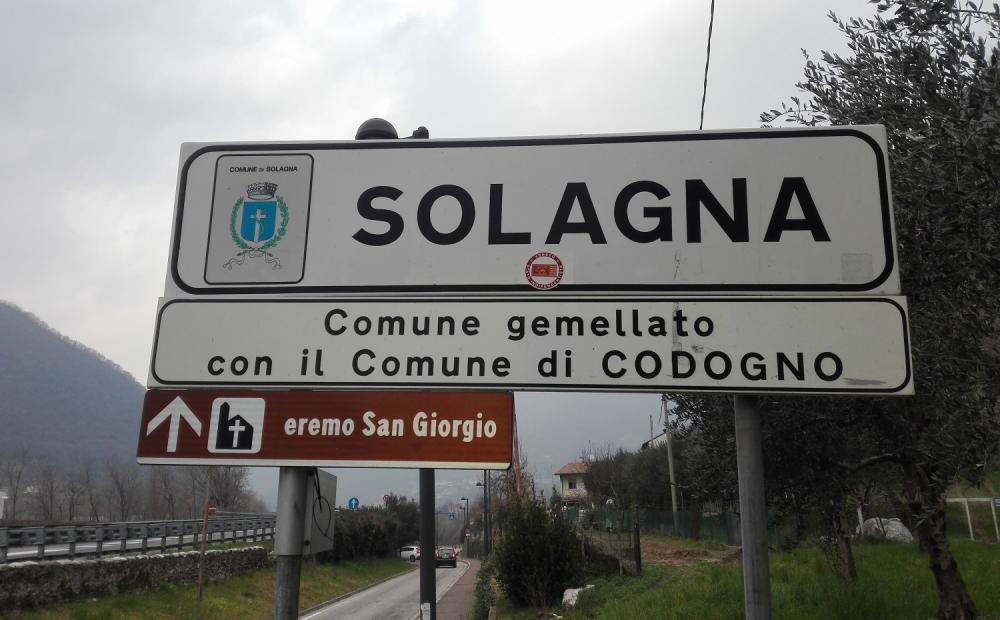 COMUNE DI SOLAGNA
SOLAGNA
Comune gemellato
con il Comune di CODOGNO
eremo San Giorgio